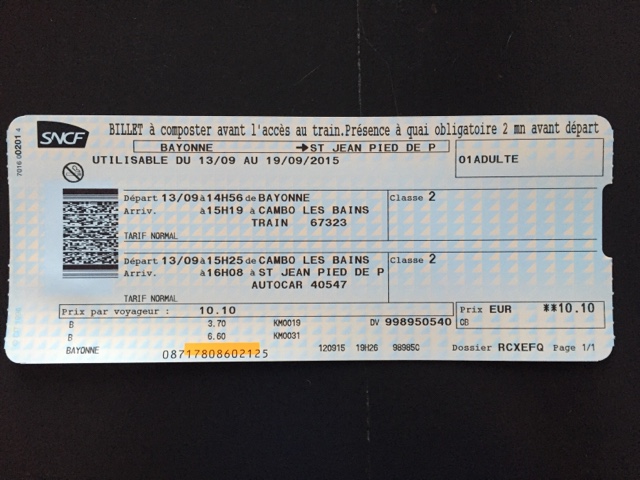 SNCF
BILLET à composter avant l'accès au train.Présence à quai obligatoire 2 mn avant départ
BAYONNE →ST JEAN PIED DE P
UTILISABLE DU 13/09 AU 19/09/2015
01ADULTE
Départ 13/09 à 14H56 de BAYONNE Classe 2
Arriv. à 15H19 à CAMBO LES BAINS
TRAIN 67323
TARIF NORMAL
Départ 13/09 à 15H25 de CAMBO LES BAINS Classe 2
Arriv. à 16H08 à ST JEAN PIED DE P
AUTOCAR 40547
TARIF NORMAL
Prix par voyageur : 10.10 Prix EUR **10.10
B 3.70 KM0019 DV 998950540 CB
B 6.60 KM0031
BAYONNE 08717808602125 120915 19H26 98985C Dossier RCXEFQ Page 1/1